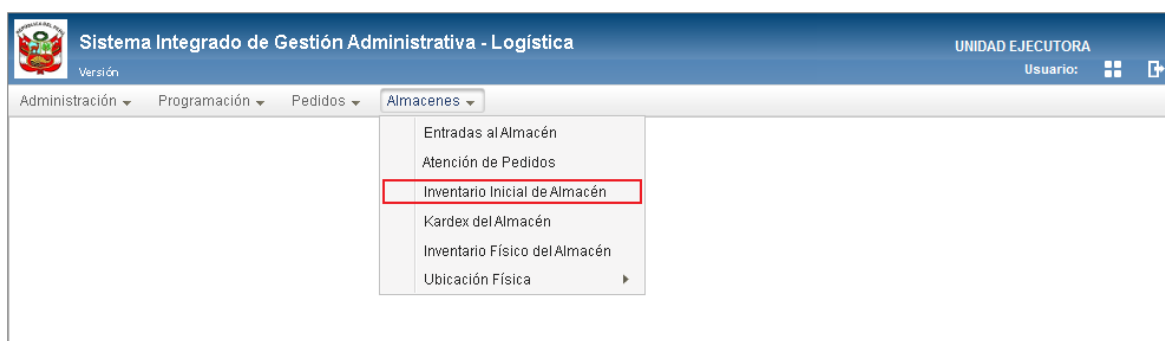 Sistema Integrado de Gestión Administrativa - Logística
Versión
UNIDAD EJECUTORA
Usuario:
Administración Programación Pedidos Almacenes
Entradas al Almacén
Atención de Pedidos
Inventario Inicial de Almacén
Kardex del Almacén
Inventario Físico del Almacén
Ubicación Física